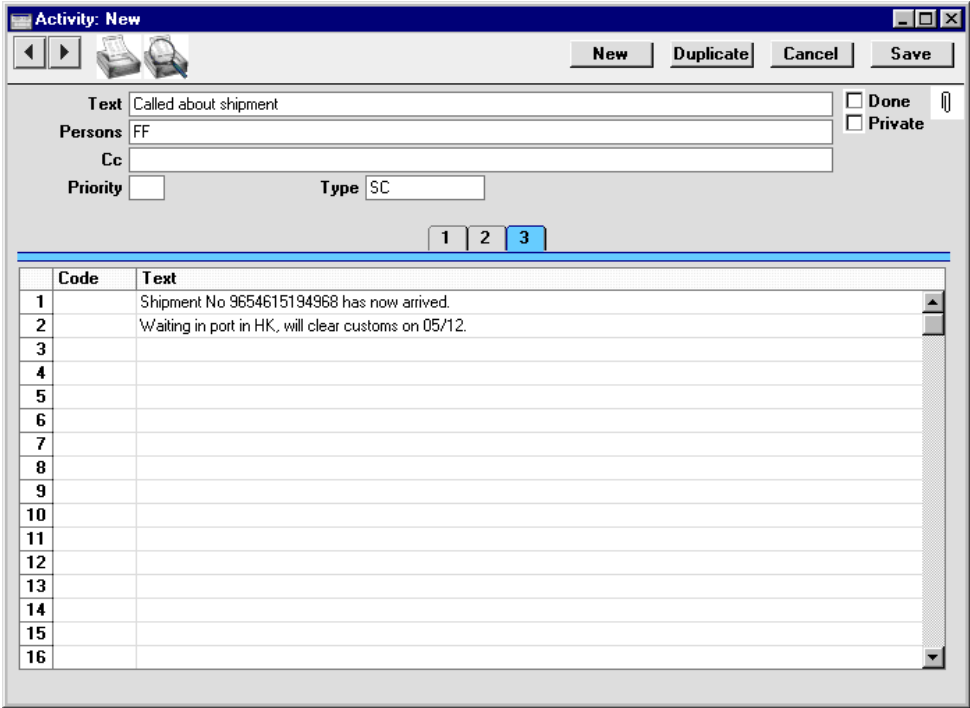 Activity: New
New Duplicate Cancel Save
Text Called about shipment Done
Persons FF Private
Cc
Priority Type SC
1 2 3
Code Text
1 Shipment No 9654615194968 has now arrived.
2 Waiting in port in HK, will clear customs on 05/12.
3
4
5
6
7
8
9
10
11
12
13
14
15
16